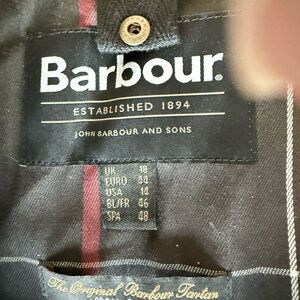 Barbour.
ESTABLISHED 1894
JOHN BARBOUR AND SONS
UK 18
EURO 44
USA 14
BL/FR 46
SPA 48
The Original Barbour Tartan